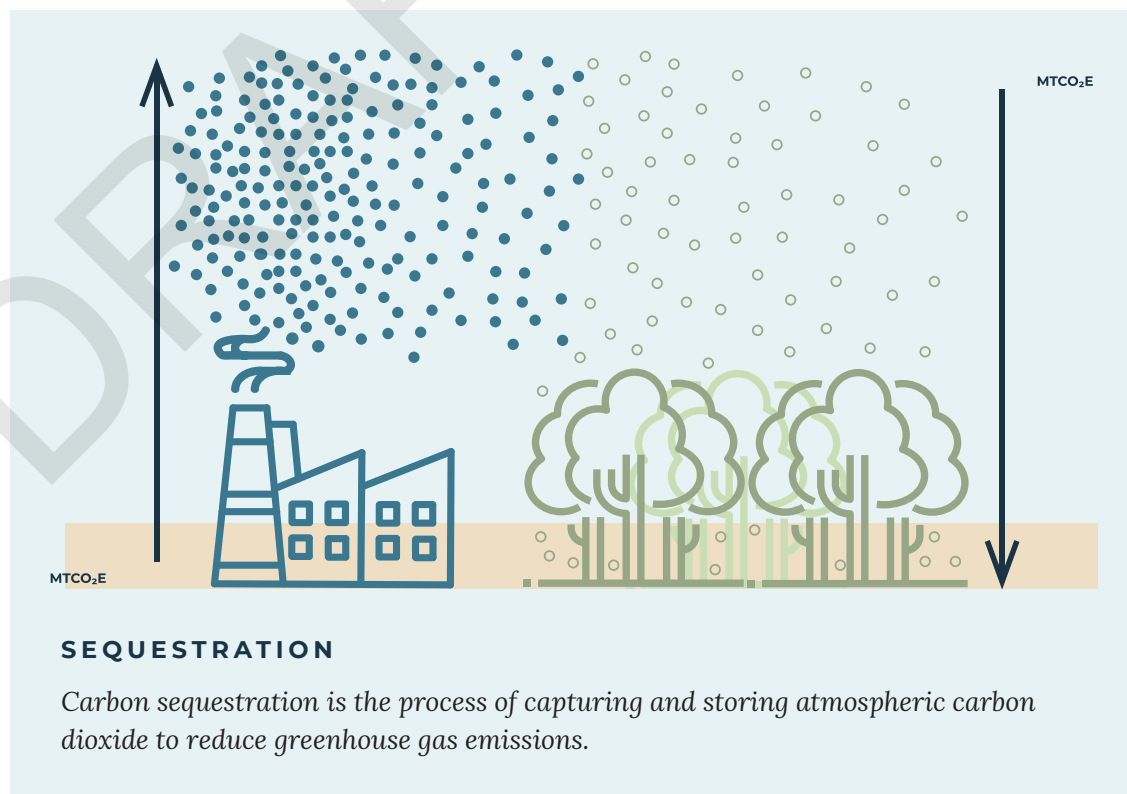 DRAF
MTCO₂E
MTCO₂E
SEQUESTRATION
Carbon sequestration is the process of capturing and storing atmospheric carbon
dioxide to reduce greenhouse gas emissions.